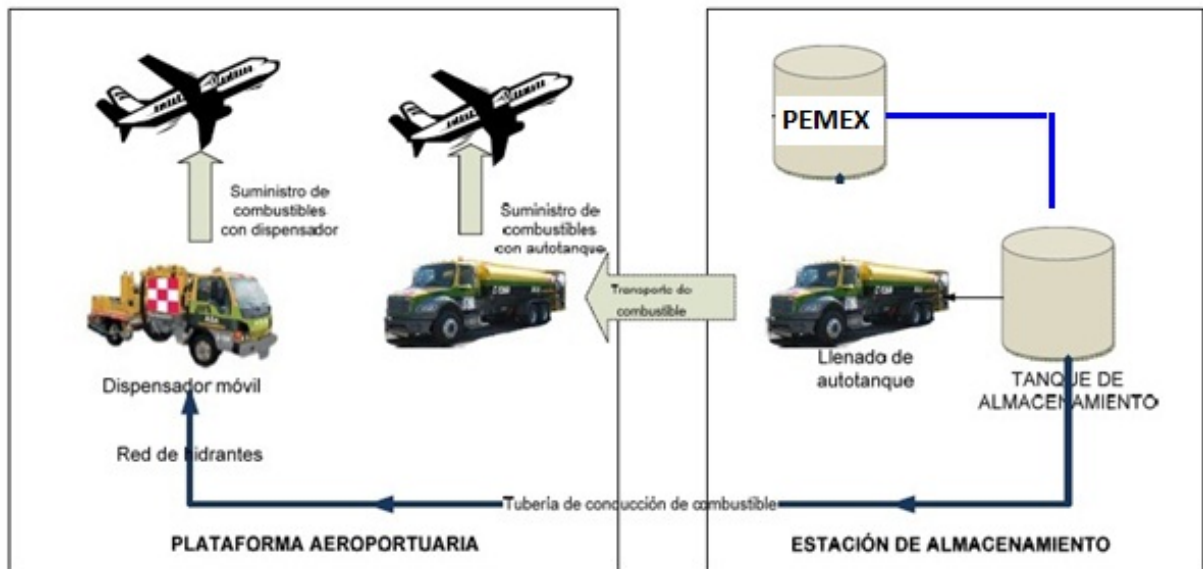 PEMEX
Suministro de
combustibles
con dispensador
Suministro de
combustibles
con autotanque
Transporte de
combustible
Llenado de
autotanque
TANQUE DE
ALMACENAMIENTO
Dispensador móvil
Red de hidrantes
Tubería de conducción de combustible
PLATAFORMA AEROPORTUARIA
ESTACIÓN DE ALMACENAMIENTO